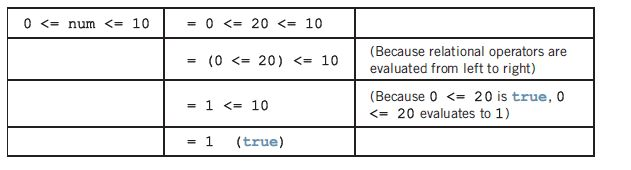 0 <= num <= 10 = 0 <= 20 <= 10
= (0 <= 20) <= 10 (Because relational operators are
evaluated from left to right)
= 1 <= 10 (Because 0 <= 20 is true, 0
<= 20 evaluates to 1)
= 1 (true)